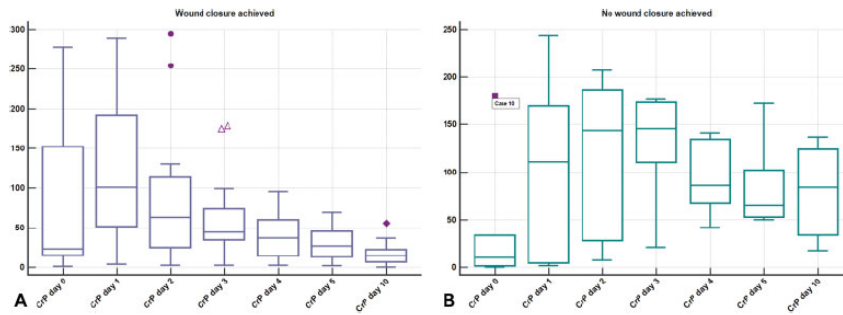 Wound closure achieved
300
250
200
150
100
50
0
CrP day 0
CrP day 1
CrP day 2
CrP day 3
CrP day 4
CrP day 5
CrP day 10
A
No wound closure achieved
250
200
150
100
50
0
Case 10
CrP day 0
CrP day 1
CrP day 2
CrP day 3
CrP day 4
CrP day 5
CrP day 10
B